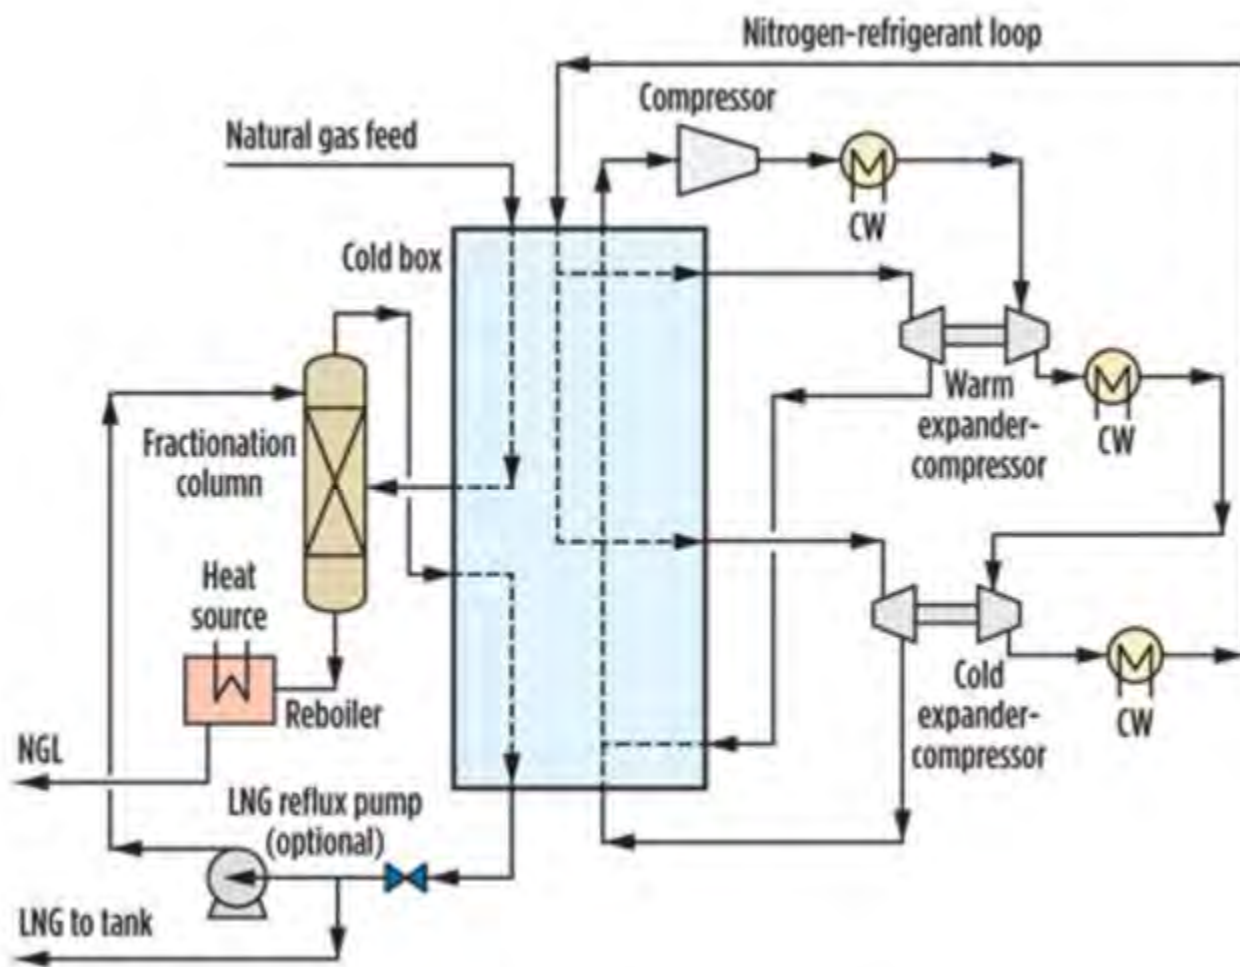 Nitrogen-refrigerant loop
Compressor
Natural gas feed
CW
Cold box
Warm
expander-
compressor
CW
Fractionation
column
Heat
source
Reboiler
Cold
expander-
compressor
CW
NGL
LNG reflux pump
(optional)
LNG to tank